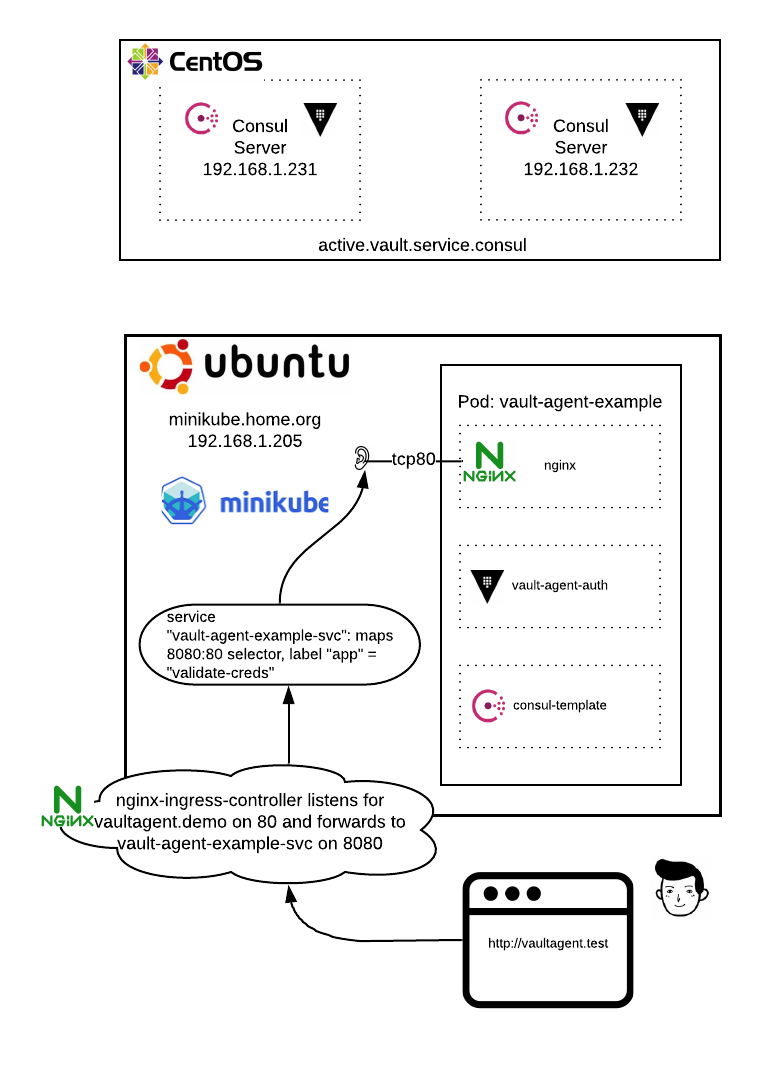 CentOS
Consul
Server
192.168.1.231
Consul
Server
192.168.1.232
active.vault.service.consul
ubuntu
minikube.home.org
192.168.1.205
minikube
Pod: vault-agent-example
tcp80
NGINX
nginx
vault-agent-auth
consul-template
service
"vault-agent-example-svc": maps
8080:80 selector, label "app" =
"validate-creds"
NGINX
nginx-ingress-controller listens for
vaultagent.demo on 80 and forwards to
vault-agent-example-svc on 8080
http://vaultagent.test